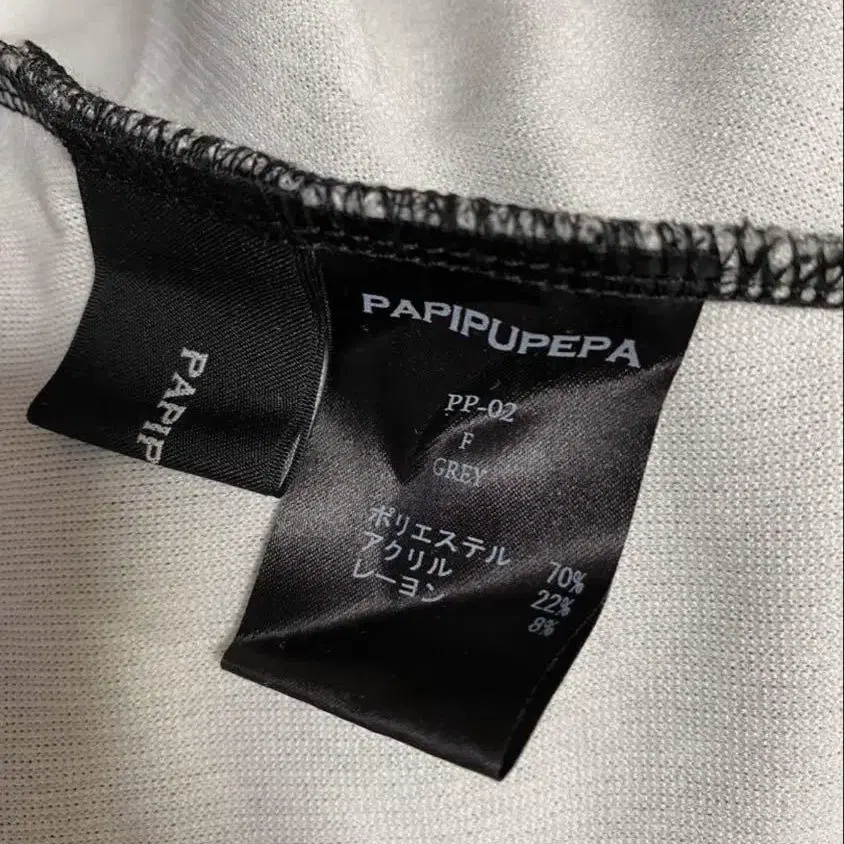 PAPIP
PAPIPUPEPA
PP-02
F
GREY
ポリエステル 70%
アクリル 22%
レーヨン 8%